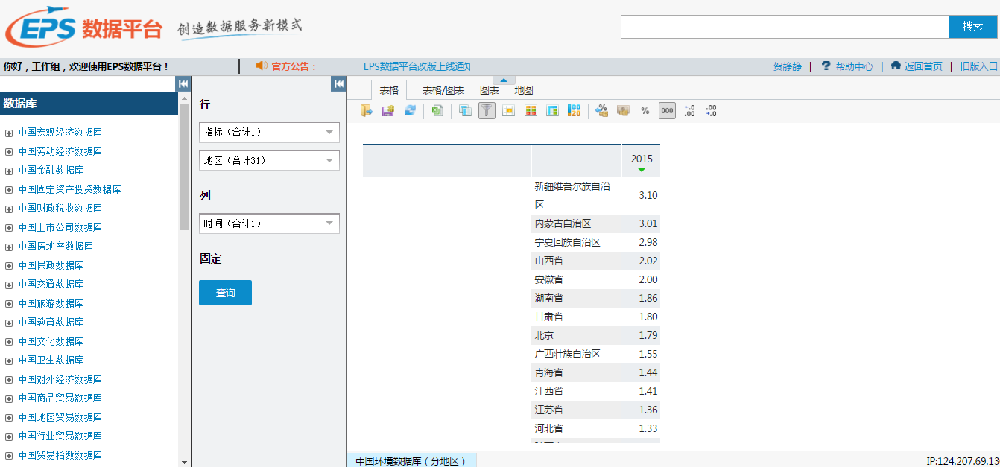 EPS 数据平台 创造数据服务新模式
搜索
你好，工作组，欢迎使用EPS数据平台！
官方公告：
EPS数据平台改版上线通知
贺静静 | ? 帮助中心 | 返回首页 | 旧版入口
数据库
中国宏观经济数据库
中国劳动经济数据库
中国金融数据库
中国固定资产投资数据库
中国财政税收数据库
中国上市公司数据库
中国房地产数据库
中国民政数据库
中国交通数据库
中国旅游数据库
中国教育数据库
中国文化数据库
中国卫生数据库
中国对外经济数据库
中国商品贸易数据库
中国地区贸易数据库
中国行业贸易数据库
中国贸易指数数据库
行
指标（合计1）
地区（合计31）
列
时间（合计1）
固定
查询
表格 表格/图表 图表 地图
% 000 .0 .00 .00 .0
2015
新疆维吾尔族自治
区 3.10
内蒙古自治区 3.01
宁夏回族自治区 2.98
山西省 2.02
安徽省 2.00
湖南省 1.86
甘肃省 1.80
北京 1.79
广西壮族自治区 1.55
青海省 1.44
江西省 1.41
江苏省 1.36
河北省 1.33
中国环境数据库（分地区）
IP:124.207.69.13